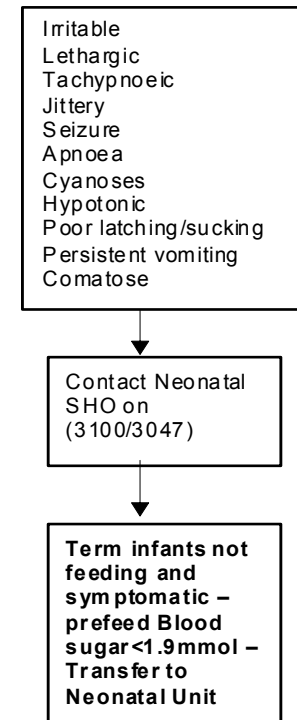 Irritable
Lethargic
Tachypnoeic
Jittery
Seizure
Apnoea
Cyanoses
Hypotonic
Poor latching/sucking
Persistent vomiting
Comatose
Contact Neonatal
SHO on
(3100/3047)
Term infants not
feeding and
symptomatic –
prefeed Blood
sugar<1.9mmol –
Transfer to
Neonatal Unit